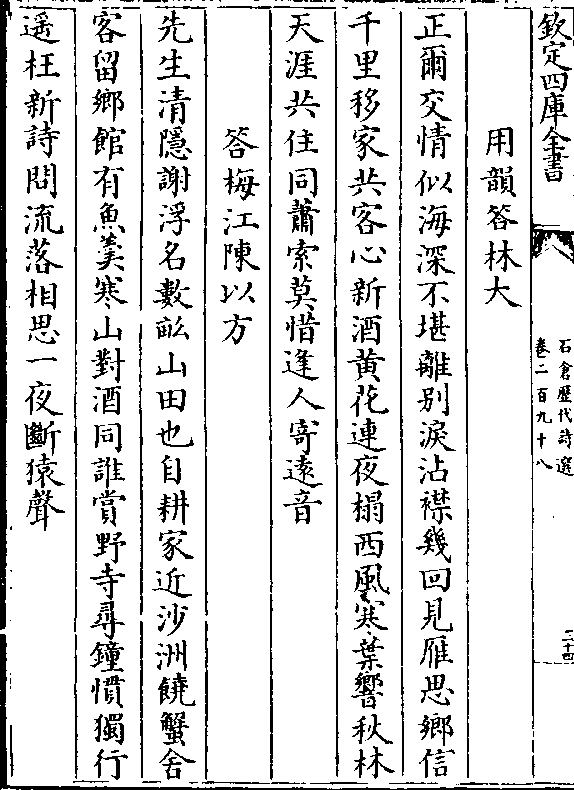 欽定四庫全書
石倉歴代詩選
卷二百九十八
二十四
用韻答林大
正爾交情似海深不堪離别淚沾襟幾回見雁思鄉信
千里移家共客心新酒黄花連夜榻西風寒葉響秋林
天涯共住同蕭索莫惜逢人寄遠音
答梅江陳以方
先生清隱謝浮名數畝山田也自耕家近沙洲饒蟹舍
客留鄉館有魚羮寒山對酒同誰賞野寺尋鐘慣獨行
遥枉新詩問流落相思一夜斷猿聲